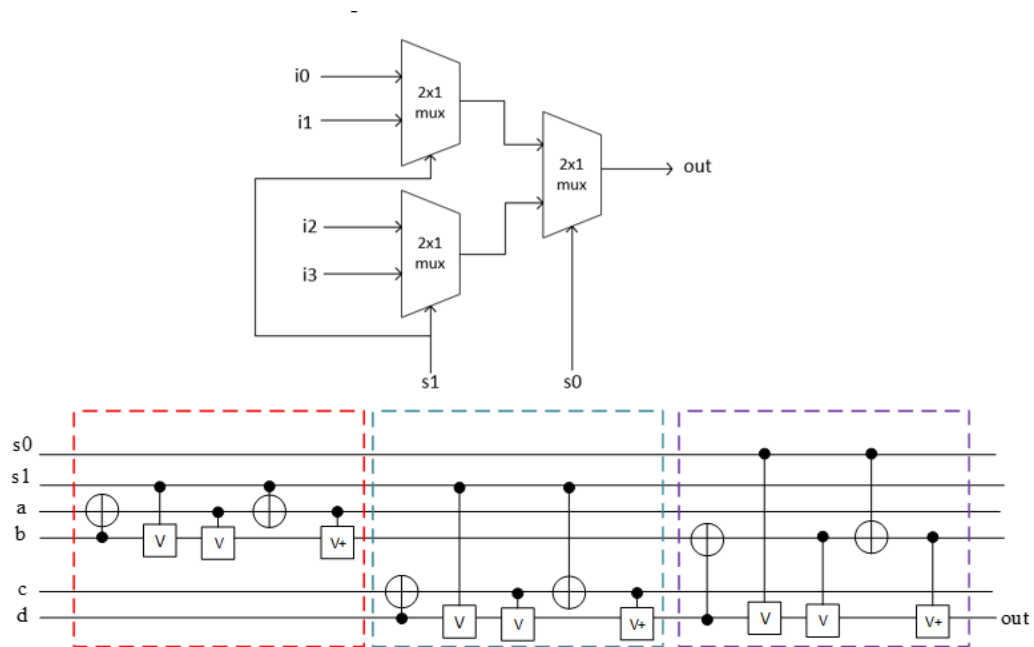 i0
2x1
mux
i1
2x1
mux
out
i2
2x1
mux
i3
s1
s0
s0
s1
a
b
V
V
V+
c
d
V
V
V+
V
V
V+
out